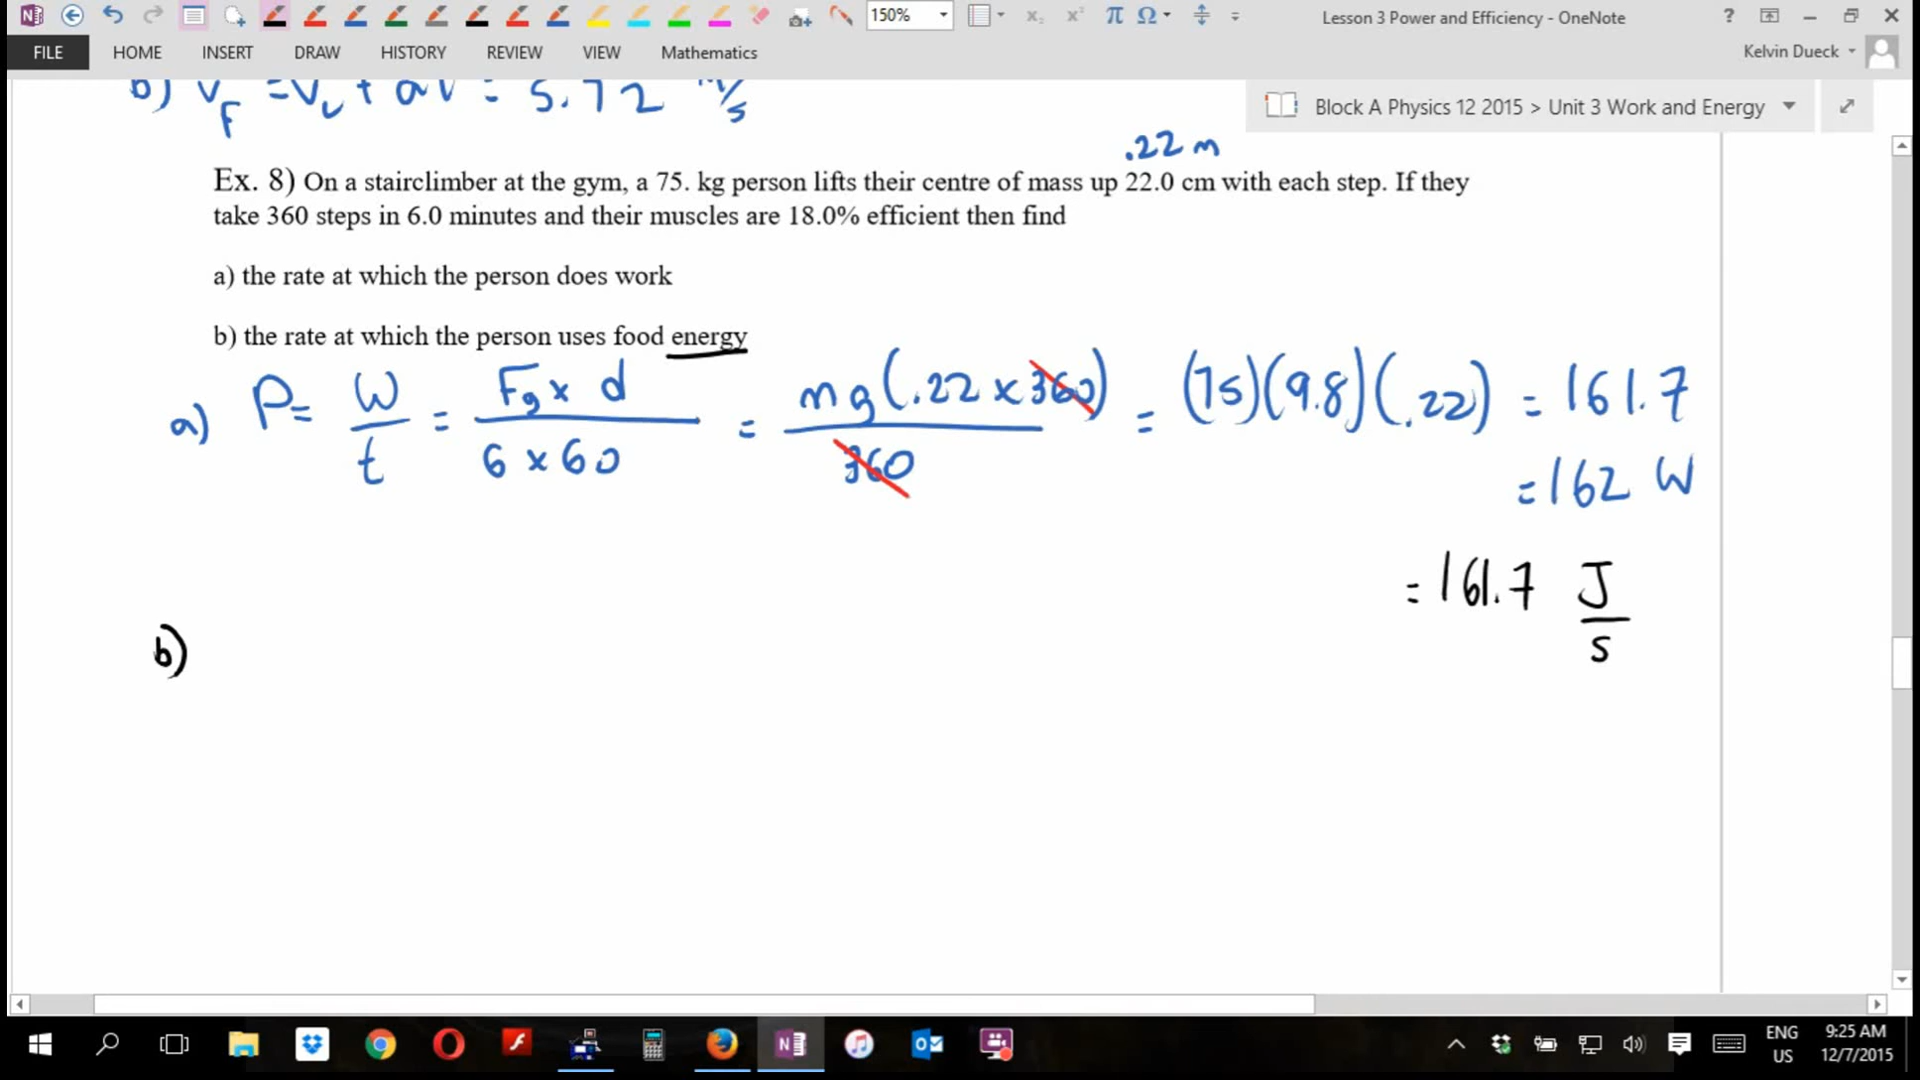 150%
Lesson 3 Power and Efficiency - OneNote
FILE HOME INSERT DRAW HISTORY REVIEW VIEW Mathematics
Kelvin Dueck
b) V_F = V_i + at = 5.72 m/s
Block A Physics 12 2015 > Unit 3 Work and Energy
.22 m
Ex. 8) On a stairclimber at the gym, a 75. kg person lifts their centre of mass up 22.0 cm with each step. If they
take 360 steps in 6.0 minutes and their muscles are 18.0% efficient then find
a) the rate at which the person does work
b) the rate at which the person uses food energy
a) P = W/t = Fg x d / 6 x 60 = mg(.22 x 360) / 360 = (75)(9.8)(.22) = 161.7
= 162 W
= 161.7 J/s
b)
ENG 9:25 AM
US 12/7/2015